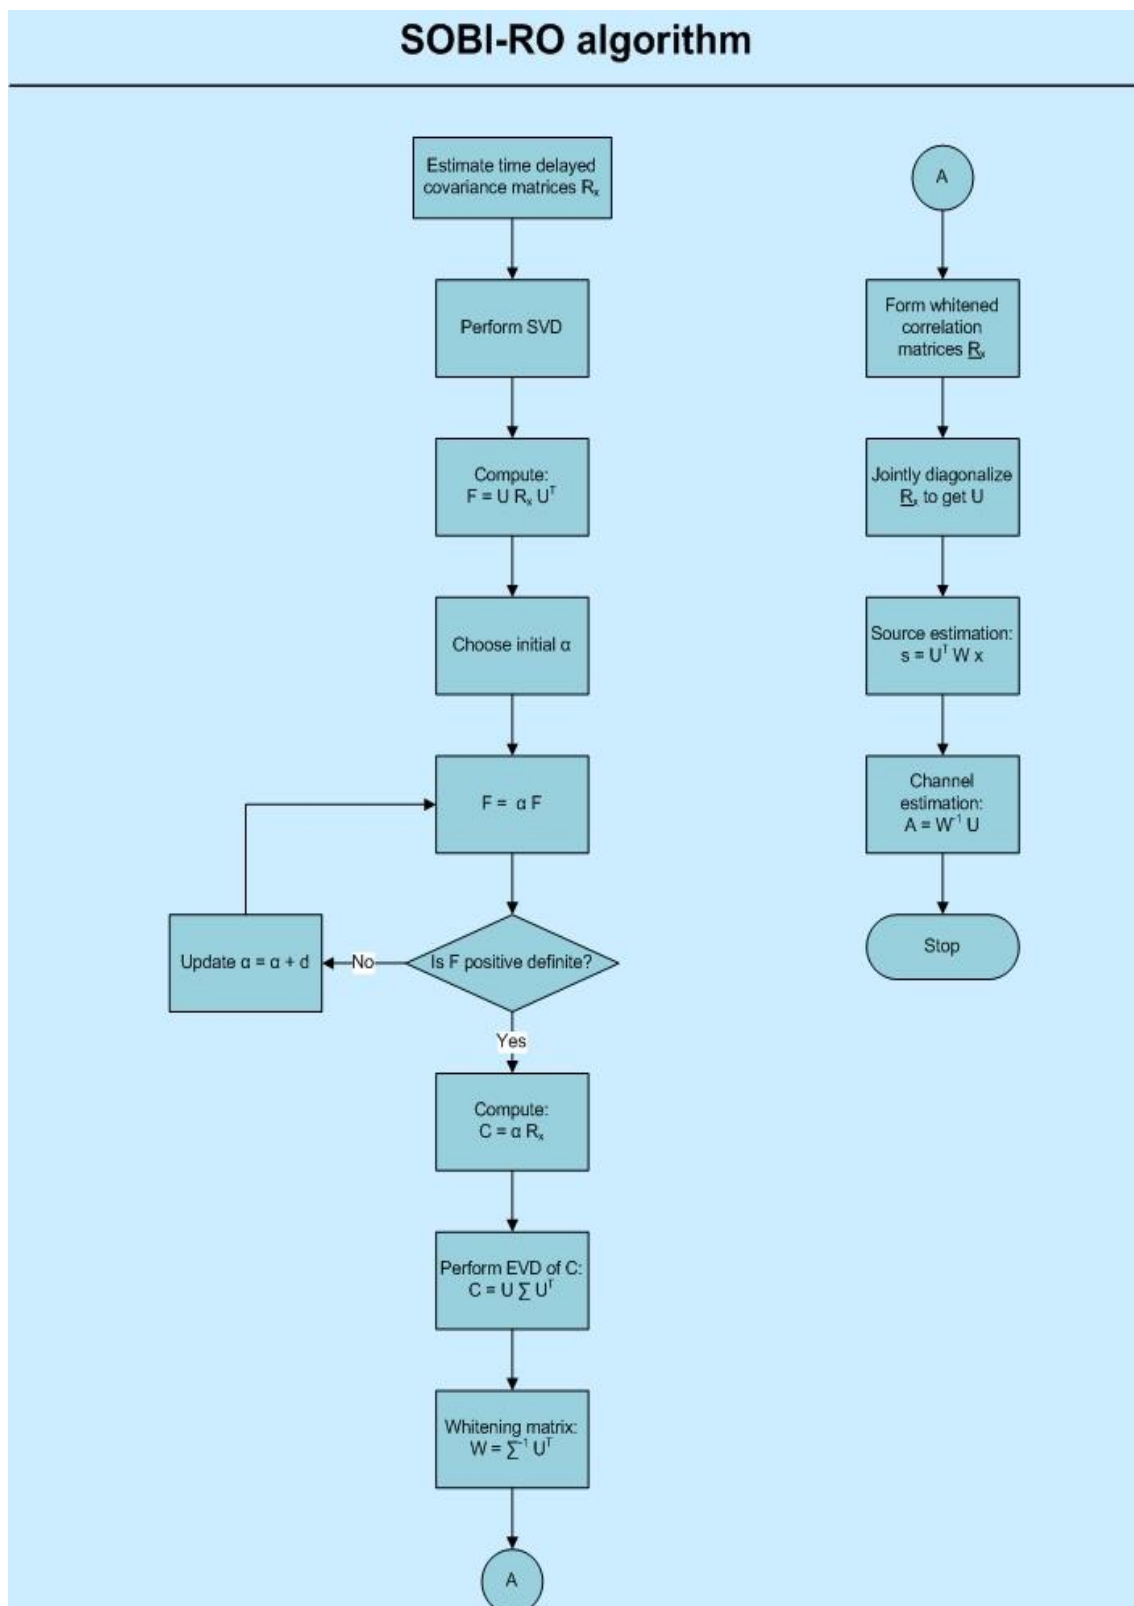 SOBI-RO algorithm
Estimate time delayed
covariance matrices Rₓ
Perform SVD
Compute:
F = U Rₓ Uᵀ
Choose initial α
F = α F
Update α = α + d
No
Is F positive definite?
Yes
Compute:
C = α Rₓ
Perform EVD of C:
C = U ∑ Uᵀ
Whitening matrix:
W = ∑⁻¹ Uᵀ
A
A
Form whitened
correlation
matrices R̲ₓ
Jointly diagonalize
R̲ₓ to get U
Source estimation:
s = Uᵀ W x
Channel
estimation:
A = W⁻¹ U
Stop